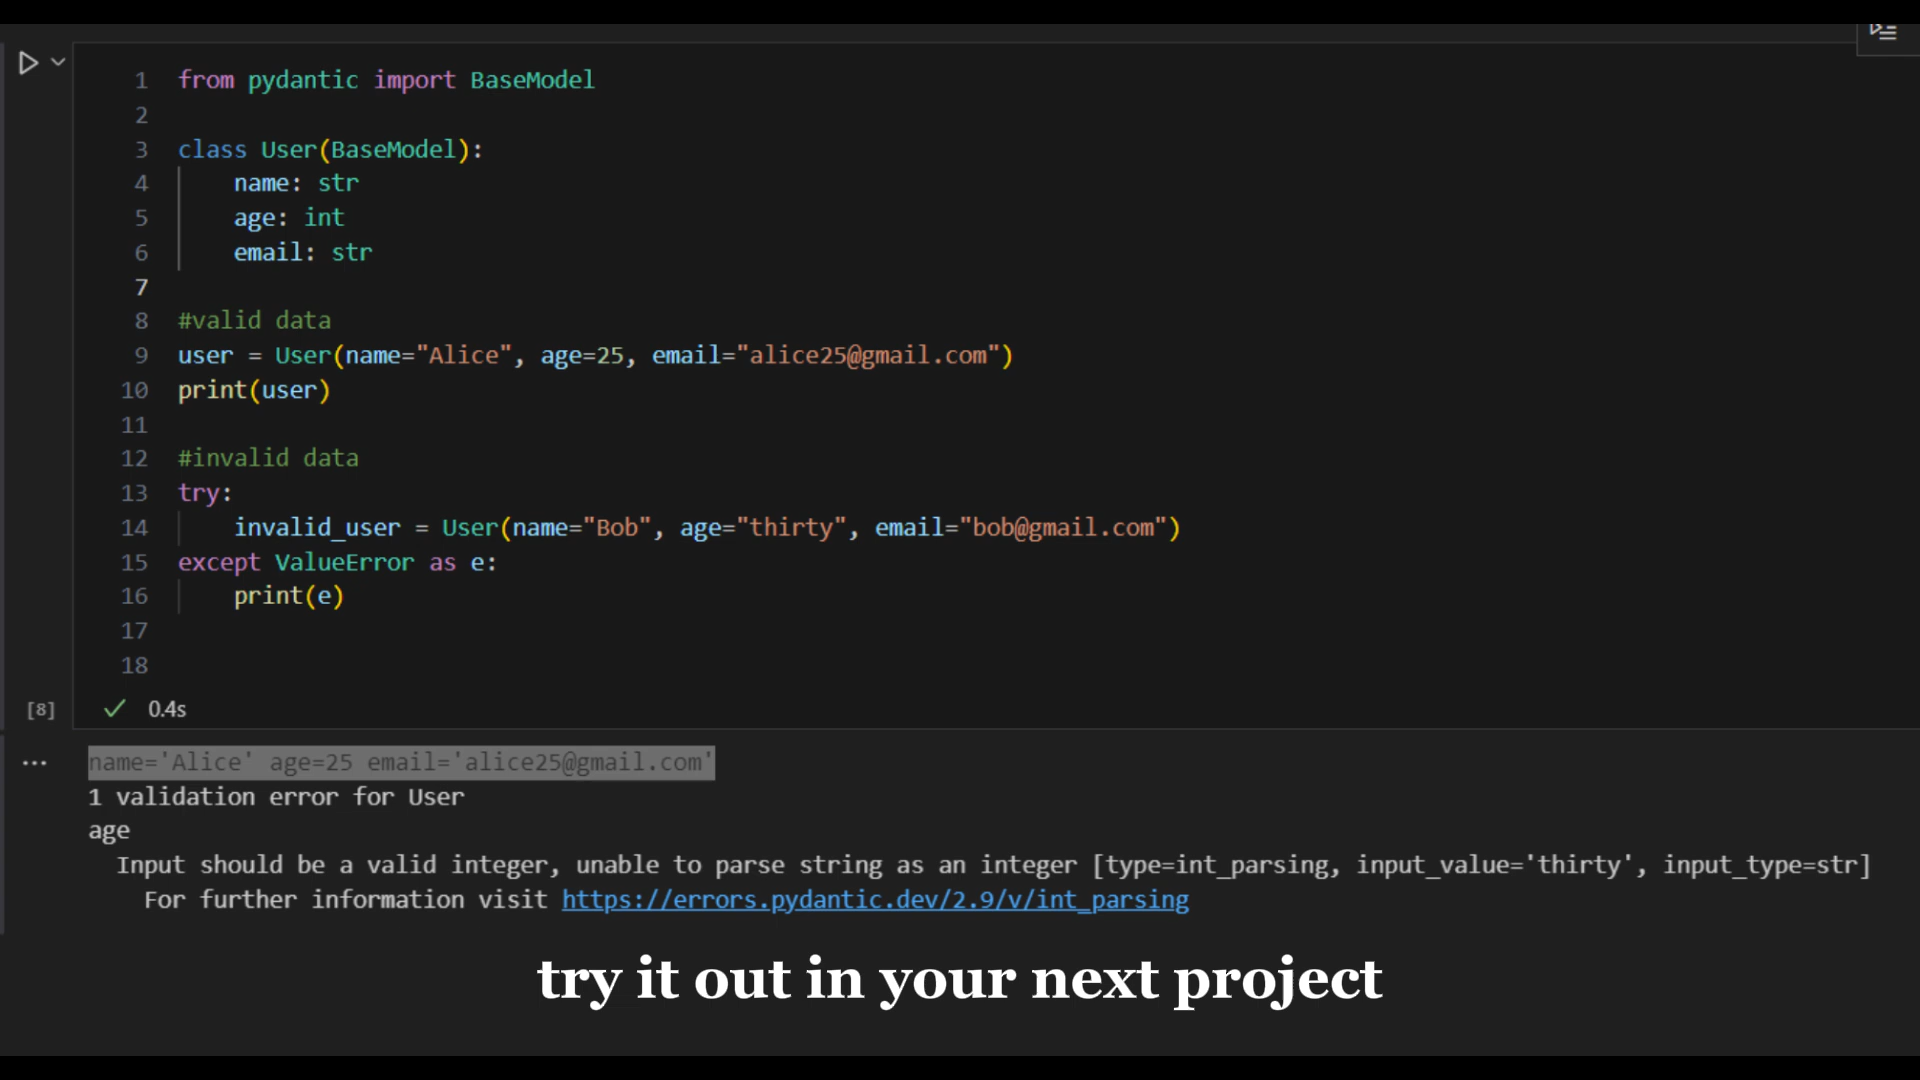 1 from pydantic import BaseModel
2
3 class User(BaseModel):
4     name: str
5     age: int
6     email: str
7
8 #valid data
9 user = User(name="Alice", age=25, email="alice25@gmail.com")
10 print(user)
11
12 #invalid data
13 try:
14     invalid_user = User(name="Bob", age="thirty", email="bob@gmail.com")
15 except ValueError as e:
16     print(e)
17
18
[8] ✓ 0.4s
... name='Alice' age=25 email='alice25@gmail.com'
1 validation error for User
age
  Input should be a valid integer, unable to parse string as an integer [type=int_parsing, input_value='thirty', input_type=str]
    For further information visit https://errors.pydantic.dev/2.9/v/int_parsing
try it out in your next project